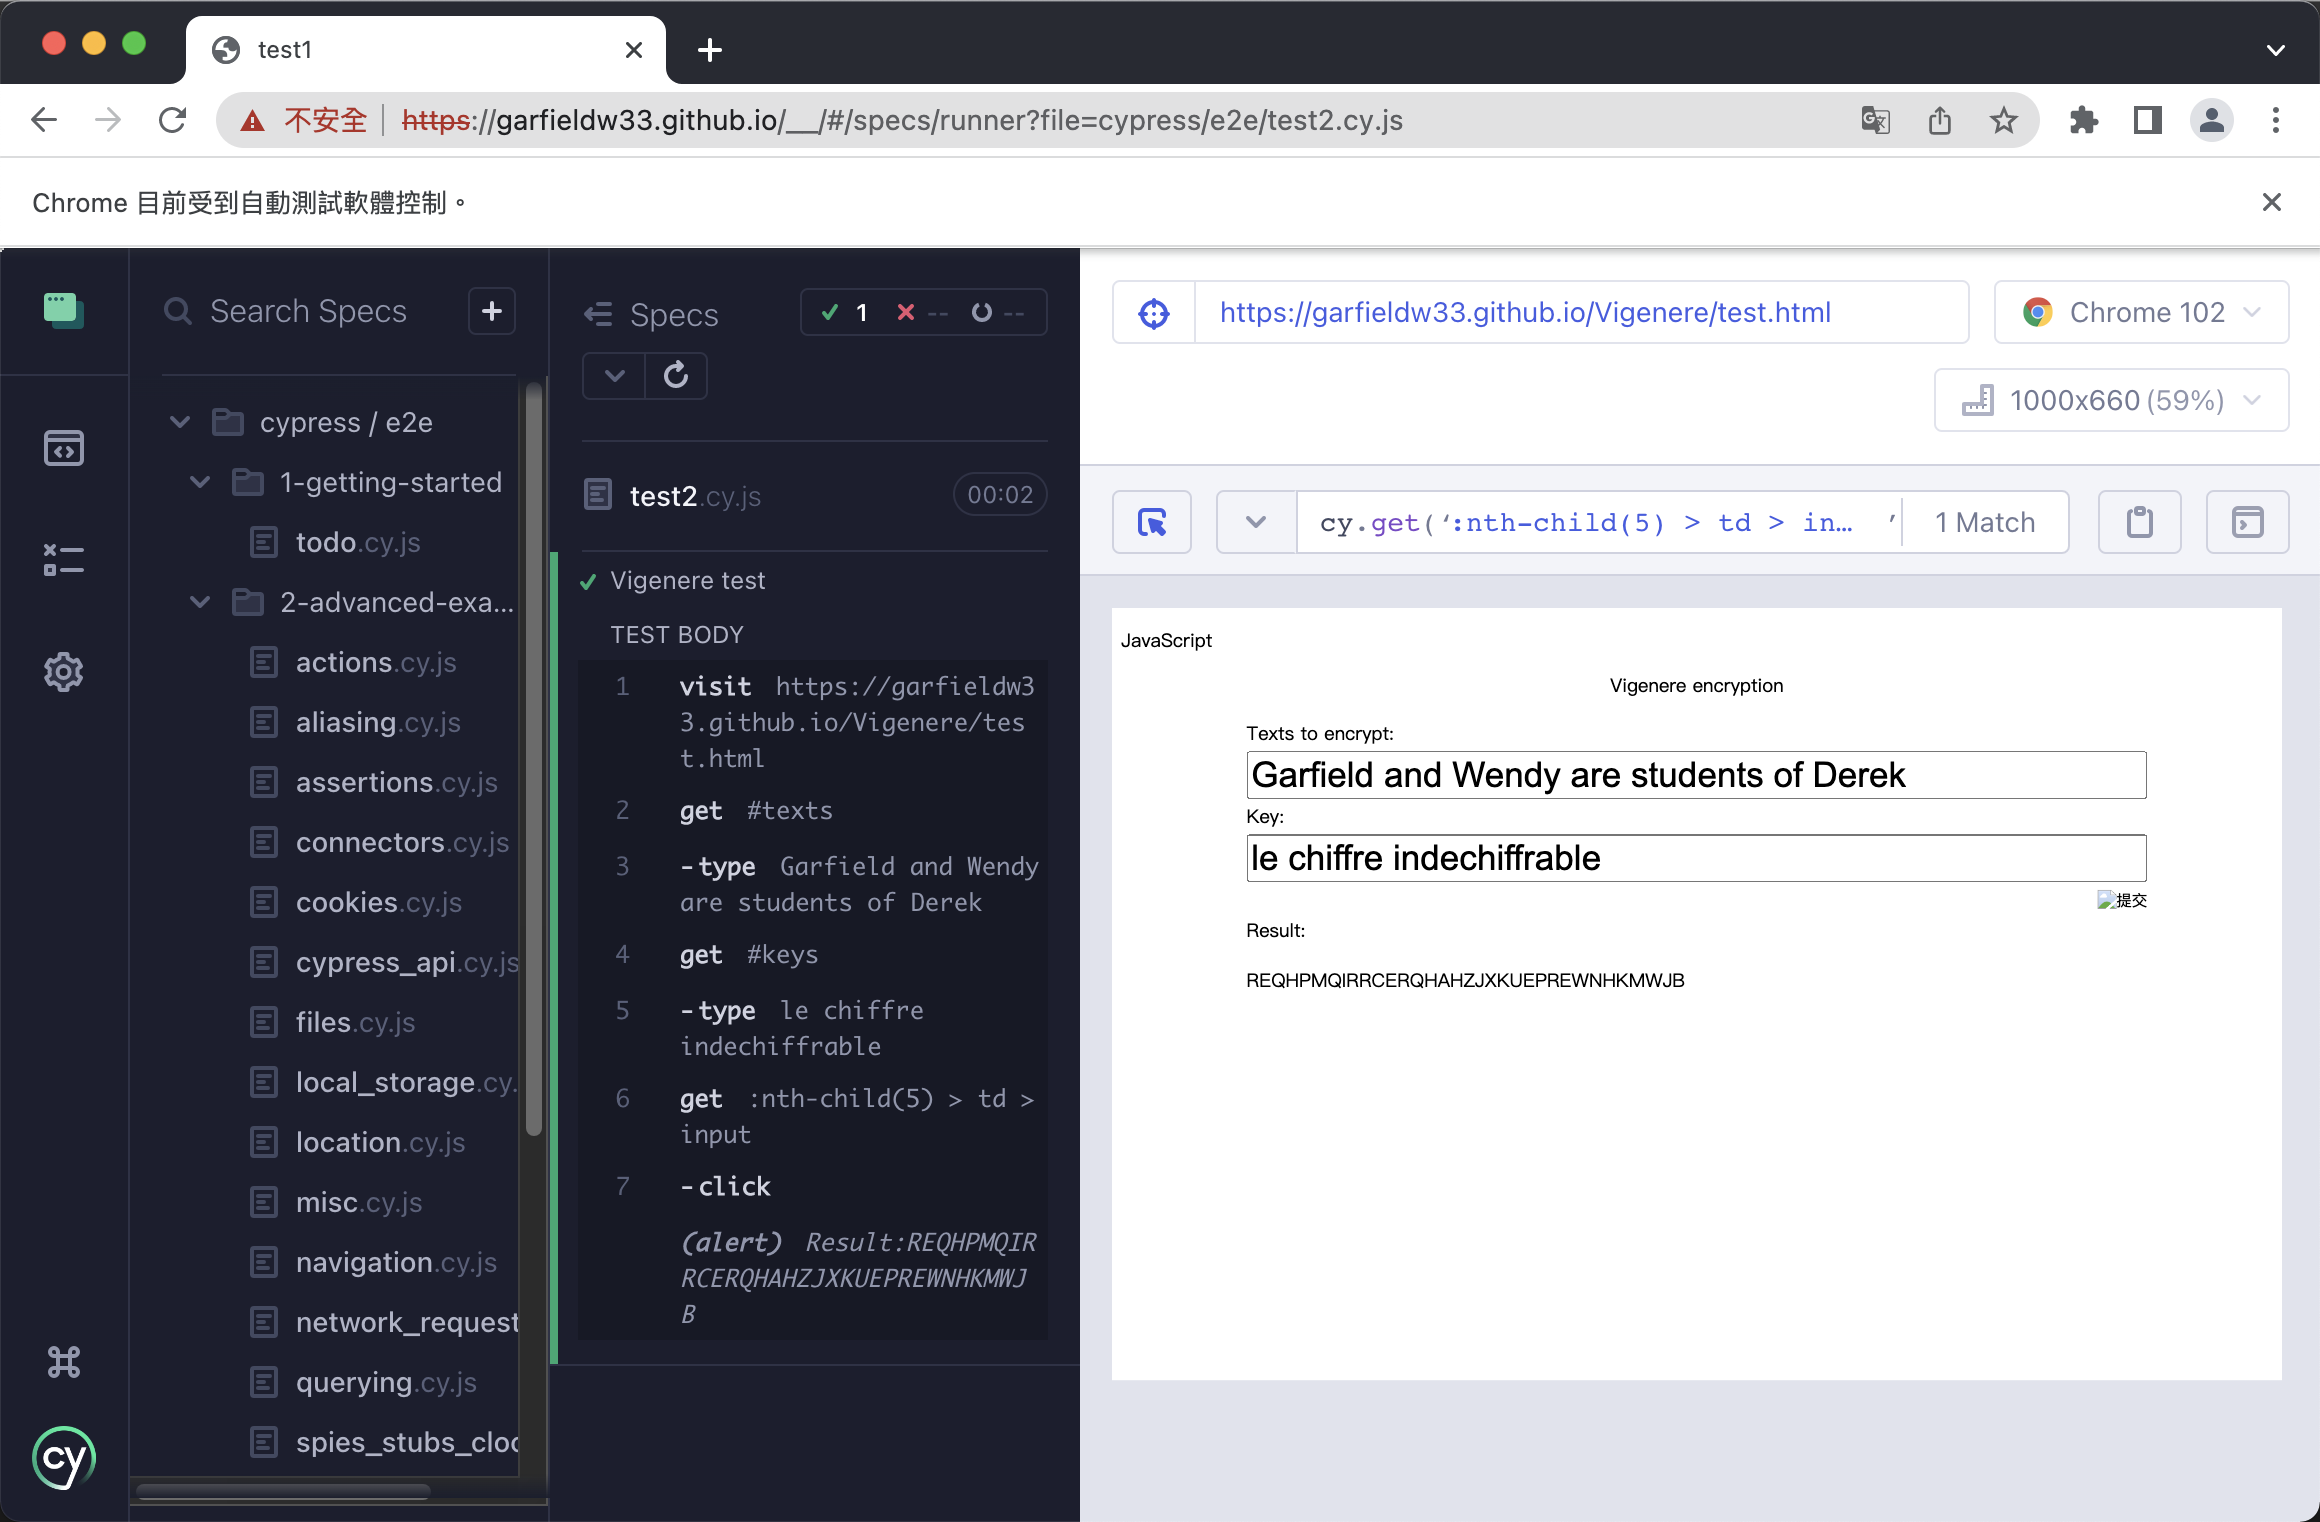 test1
不安全 | https://garfieldw33.github.io/__/#/specs/runner?file=cypress/e2e/test2.cy.js
Chrome 目前受到自動測試軟體控制。
Search Specs
cypress / e2e
1-getting-started
todo.cy.js
2-advanced-exa...
actions.cy.js
aliasing.cy.js
assertions.cy.js
connectors.cy.js
cookies.cy.js
cypress_api.cy.js
files.cy.js
local_storage.cy.
location.cy.js
misc.cy.js
navigation.cy.js
network_request
querying.cy.js
spies_stubs_cloc
cy
Specs
1 -- --
test2.cy.js 00:02
Vigenere test
TEST BODY
1 visit https://garfieldw3
3.github.io/Vigenere/tes
t.html
2 get #texts
3 -type Garfield and Wendy
are students of Derek
4 get #keys
5 -type le chiffre
indechiffrable
6 get :nth-child(5) > td >
input
7 -click
(alert) Result:REQHPMQIR
RCERQHAHZJXKUEPREWNHKMWJ
B
https://garfieldw33.github.io/Vigenere/test.html
Chrome 102
1000x660 (59%)
cy.get(‘:nth-child(5) > td > in… ’ 1 Match
JavaScript
Vigenere encryption
Texts to encrypt:
Garfield and Wendy are students of Derek
Key:
le chiffre indechiffrable
提交
Result:
REQHPMQIRRCERQHAHZJXKUEPREWNHKMWJB